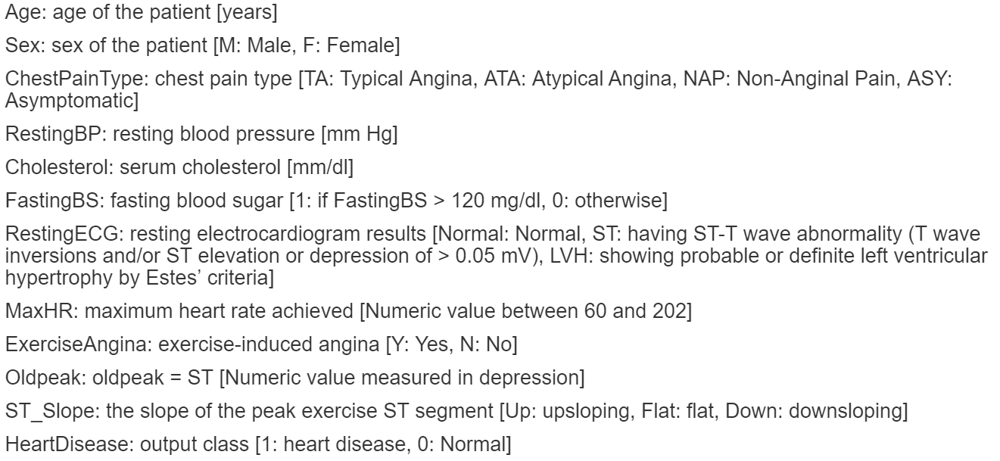 Age: age of the patient [years]
Sex: sex of the patient [M: Male, F: Female]
ChestPainType: chest pain type [TA: Typical Angina, ATA: Atypical Angina, NAP: Non-Anginal Pain, ASY:
Asymptomatic]
RestingBP: resting blood pressure [mm Hg]
Cholesterol: serum cholesterol [mm/dl]
FastingBS: fasting blood sugar [1: if FastingBS > 120 mg/dl, 0: otherwise]
RestingECG: resting electrocardiogram results [Normal: Normal, ST: having ST-T wave abnormality (T wave
inversions and/or ST elevation or depression of > 0.05 mV), LVH: showing probable or definite left ventricular
hypertrophy by Estes’ criteria]
MaxHR: maximum heart rate achieved [Numeric value between 60 and 202]
ExerciseAngina: exercise-induced angina [Y: Yes, N: No]
Oldpeak: oldpeak = ST [Numeric value measured in depression]
ST_Slope: the slope of the peak exercise ST segment [Up: upsloping, Flat: flat, Down: downsloping]
HeartDisease: output class [1: heart disease, 0: Normal]